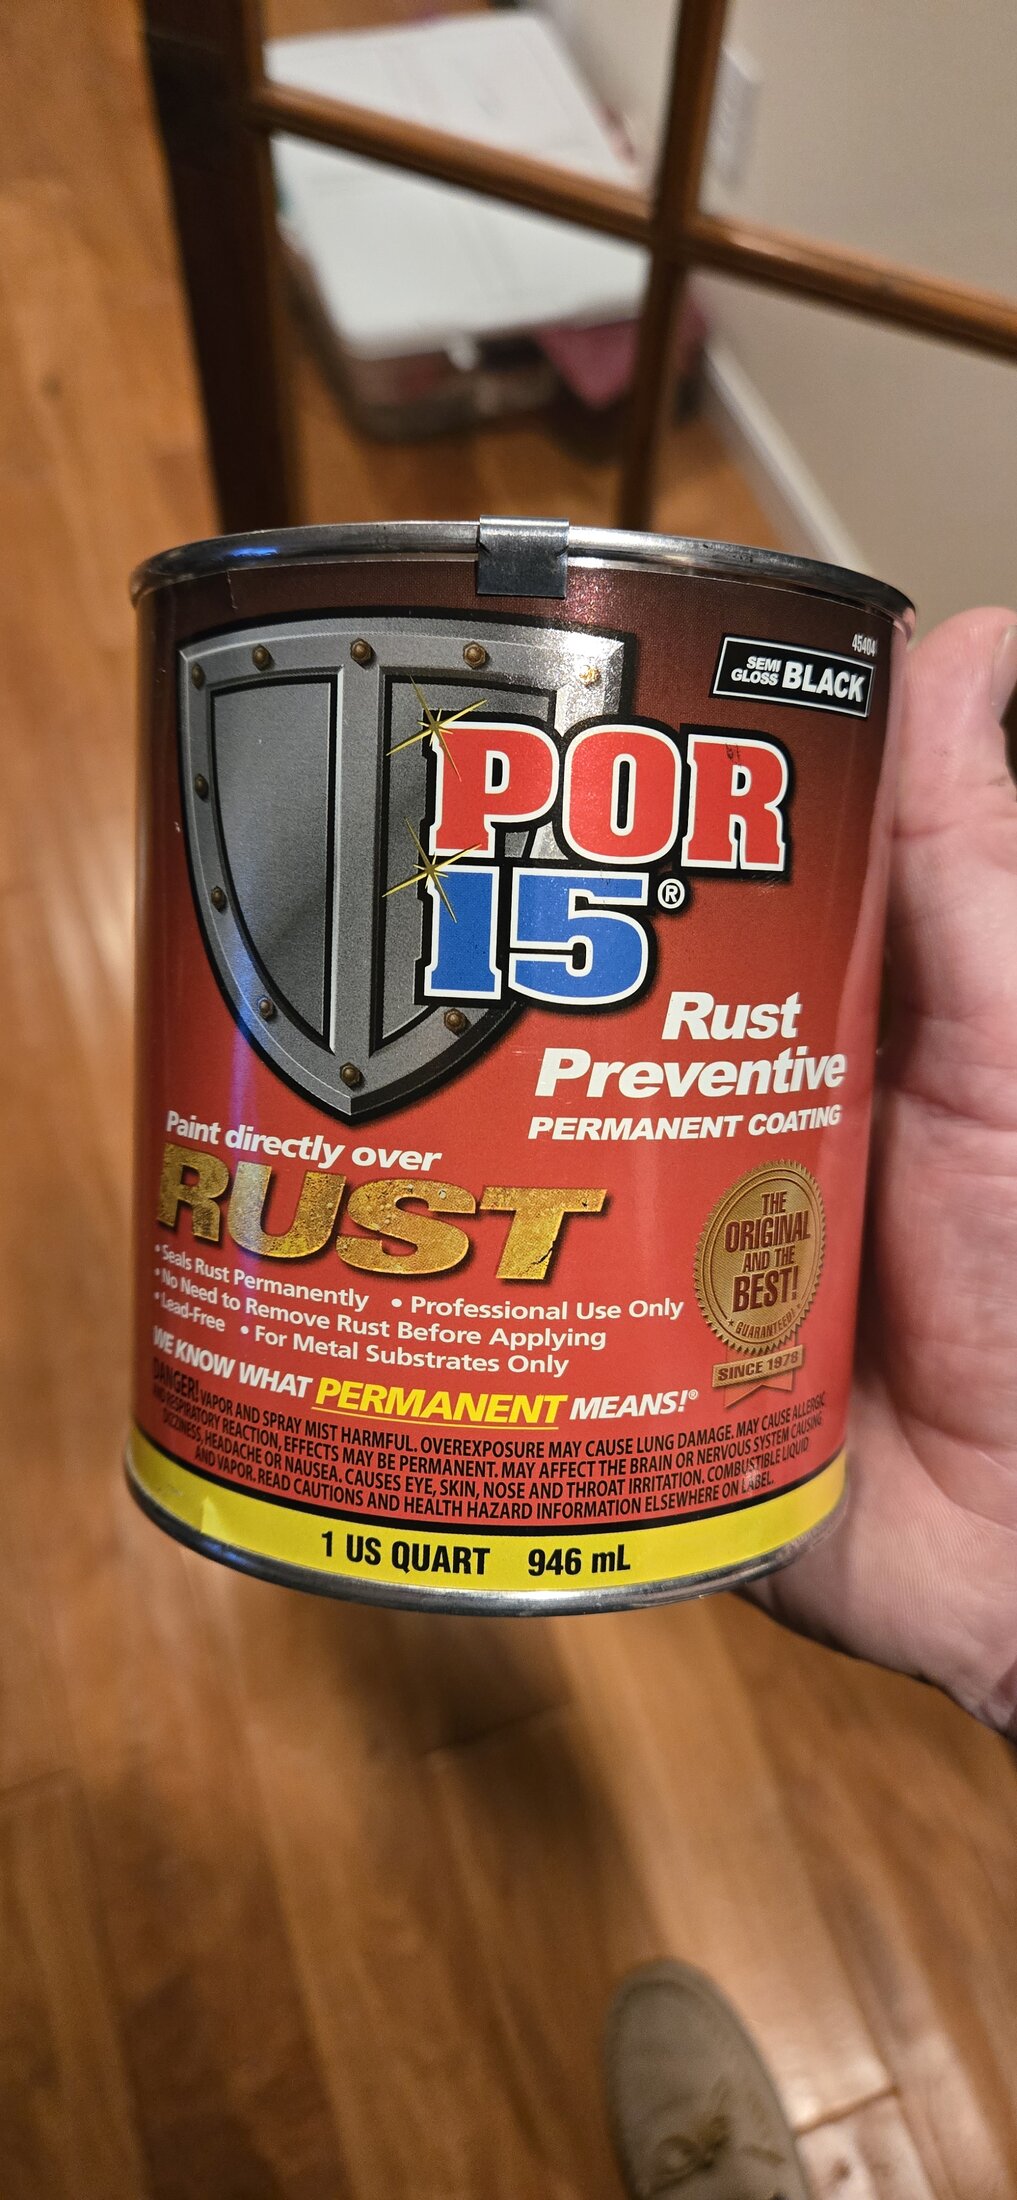 45404
SEMI GLOSS BLACK
POR
15®
Rust
Preventive
PERMANENT COATING
Paint directly over
RUST
• Seals Rust Permanently • Professional Use Only
• No Need to Remove Rust Before Applying
• Lead-Free • For Metal Substrates Only
THE
ORIGINAL
AND THE
BEST!
GUARANTEED
SINCE 1978
WE KNOW WHAT PERMANENT MEANS!®
DANGER! VAPOR AND SPRAY MIST HARMFUL. OVEREXPOSURE MAY CAUSE LUNG DAMAGE. MAY CAUSE ALLERGIC
AND RESPIRATORY REACTION, EFFECTS MAY BE PERMANENT. MAY AFFECT THE BRAIN OR NERVOUS SYSTEM CAUSING
DIZZINESS, HEADACHE OR NAUSEA. CAUSES EYE, SKIN, NOSE AND THROAT IRRITATION. COMBUSTIBLE LIQUID
AND VAPOR. READ CAUTIONS AND HEALTH HAZARD INFORMATION ELSEWHERE ON LABEL.
1 US QUART 946 mL